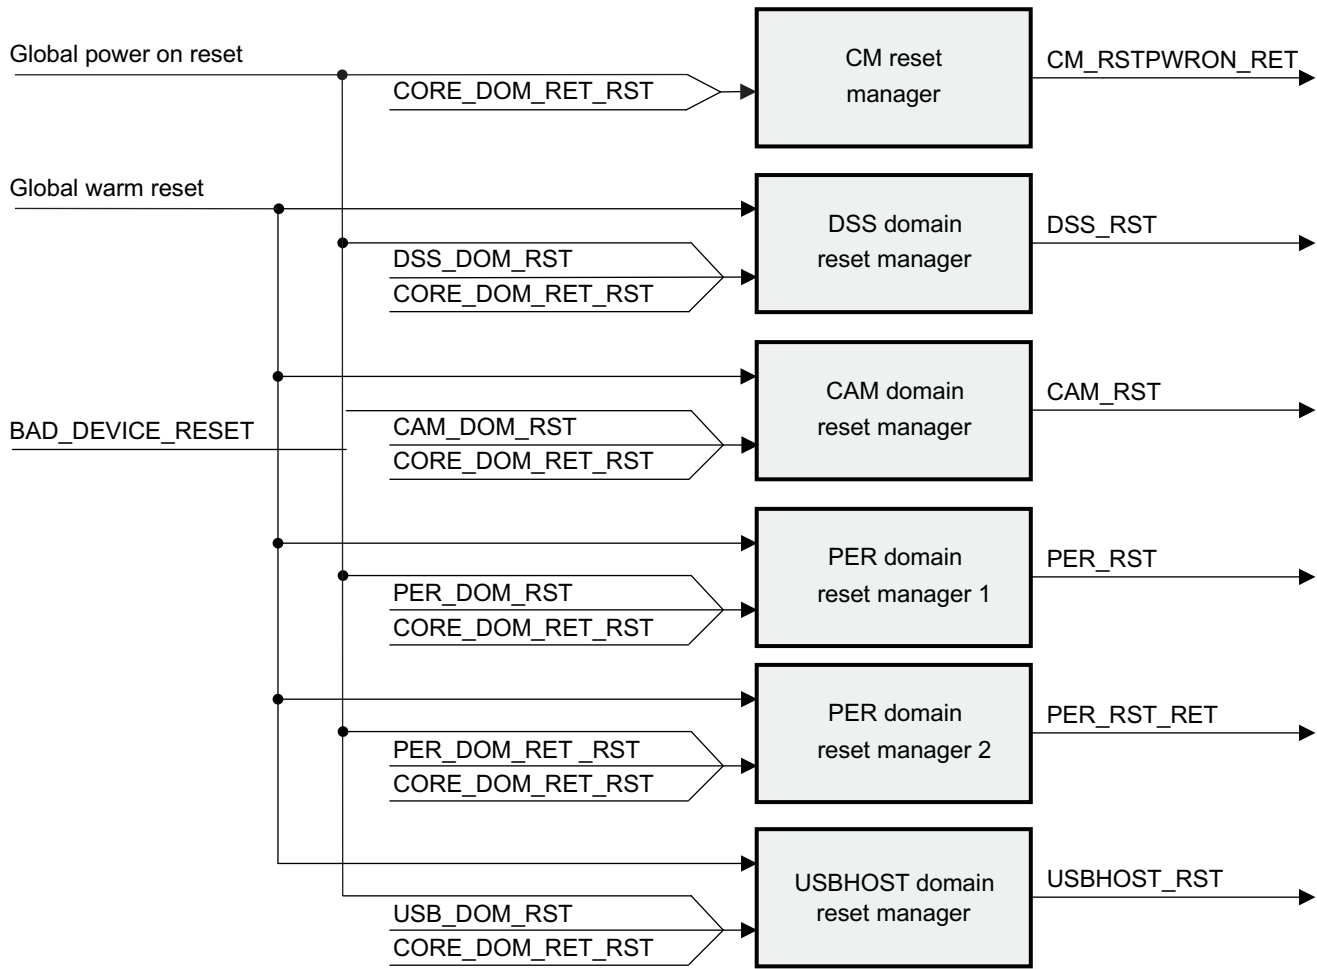 Global power on reset
CORE_DOM_RET_RST
CM reset
manager
CM_RSTPWRON_RET
Global warm reset
DSS_DOM_RST
CORE_DOM_RET_RST
DSS domain
reset manager
DSS_RST
BAD_DEVICE_RESET
CAM_DOM_RST
CORE_DOM_RET_RST
CAM domain
reset manager
CAM_RST
PER_DOM_RST
CORE_DOM_RET_RST
PER domain
reset manager 1
PER_RST
PER_DOM_RET _RST
CORE_DOM_RET_RST
PER domain
reset manager 2
PER_RST_RET
USB_DOM_RST
CORE_DOM_RET_RST
USBHOST domain
reset manager
USBHOST_RST